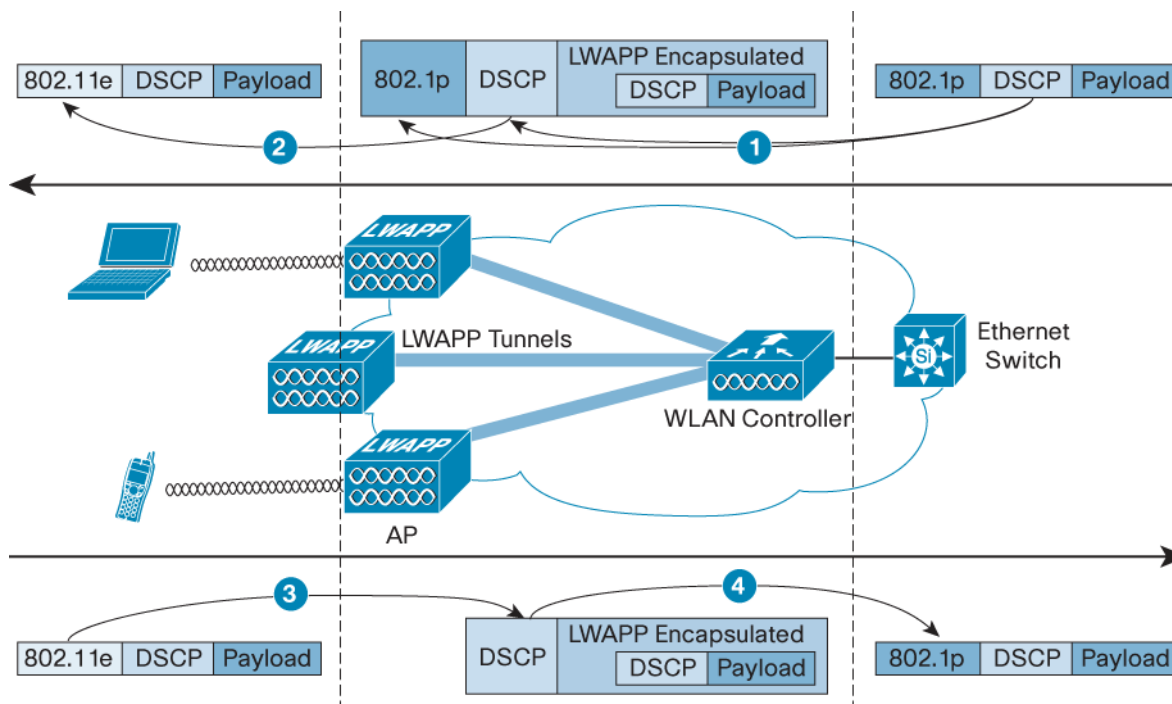 802.11e DSCP Payload
802.1p DSCP LWAPP Encapsulated
DSCP Payload
802.1p DSCP Payload
2
1
LWAPP
LWAPP
LWAPP Tunnels
Si
Ethernet
Switch
WLAN Controller
LWAPP
AP
3
4
802.11e DSCP Payload
DSCP LWAPP Encapsulated
DSCP Payload
802.1p DSCP Payload